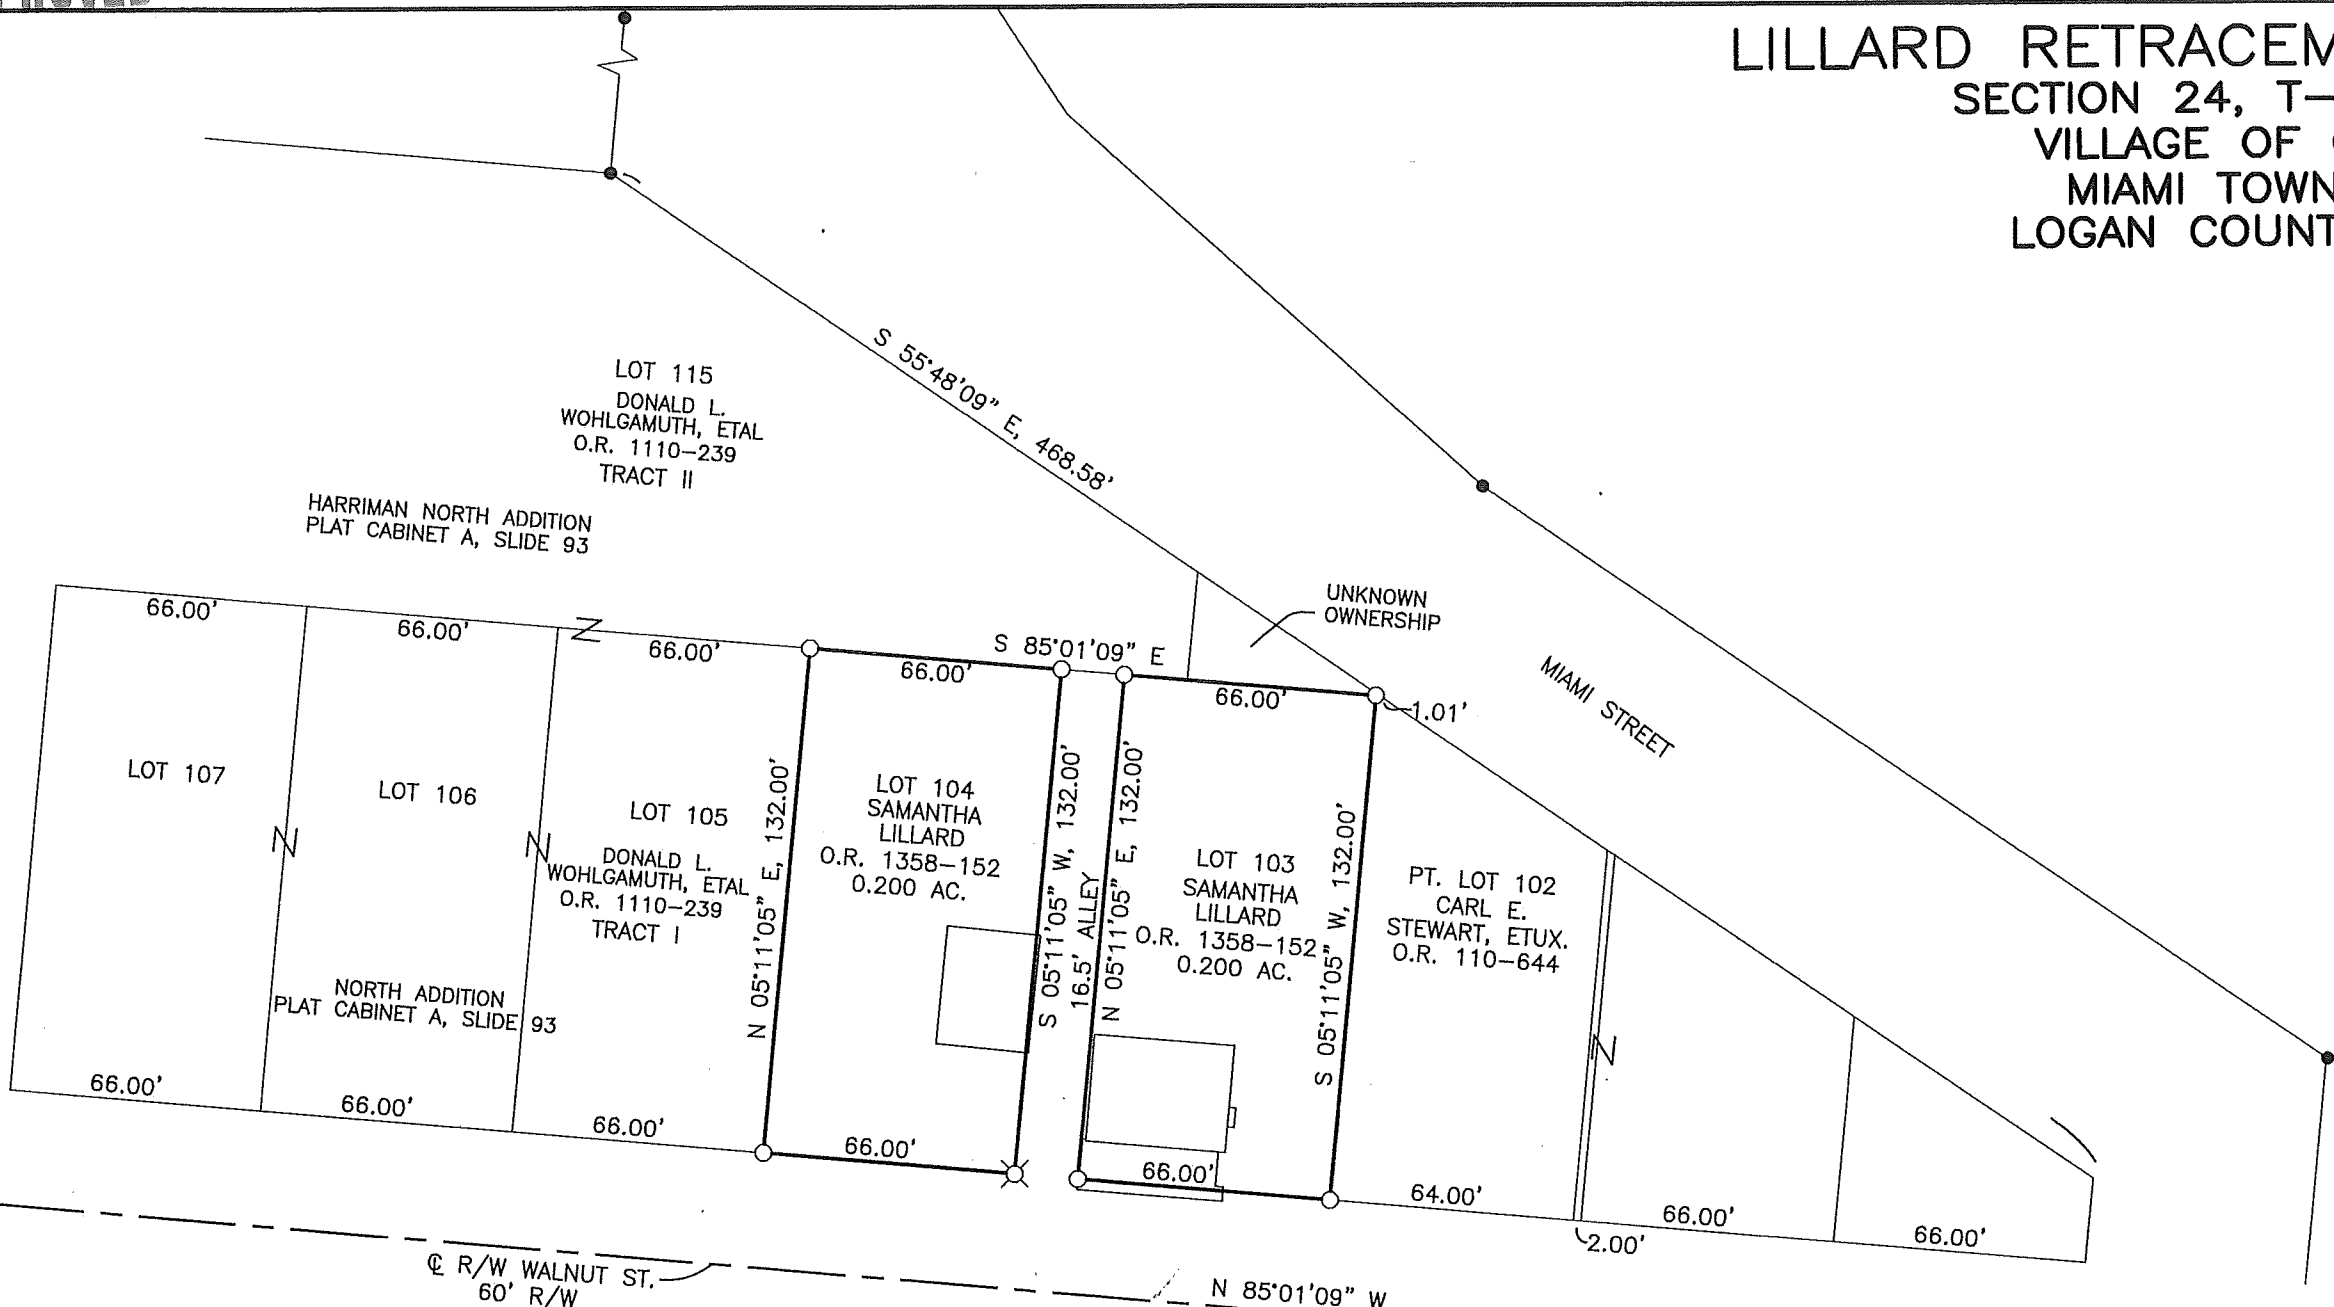 LILLARD RETRACEM
SECTION 24, T—
VILLAGE OF
MIAMI TOWN
LOGAN COUNT
S 55°48'09" E, 468.58'
LOT 115
DONALD L.
WOHLGAMUTH, ETAL
O.R. 1110–239
TRACT II
HARRIMAN NORTH ADDITION
PLAT CABINET A, SLIDE 93
UNKNOWN
OWNERSHIP
MIAMI STREET
66.00'
66.00'
66.00'
66.00'
S 85°01'09" E
66.00'
1.01'
LOT 107
LOT 106
LOT 105
DONALD L.
WOHLGAMUTH, ETAL
O.R. 1110–239
TRACT I
NORTH ADDITION
PLAT CABINET A, SLIDE 93
N 05°11'05" E, 132.00'
LOT 104
SAMANTHA
LILLARD
O.R. 1358–152
0.200 AC.
S 05°11'05" W, 132.00'
16.5' ALLEY
N 05°11'05" E, 132.00'
LOT 103
SAMANTHA
LILLARD
O.R. 1358–152
0.200 AC.
S 05°11'05" W, 132.00'
PT. LOT 102
CARL E.
STEWART, ETUX.
O.R. 110–644
66.00'
66.00'
66.00'
66.00'
66.00'
64.00'
2.00'
66.00'
66.00'
℄ R/W WALNUT ST.
60' R/W
N 85°01'09" W